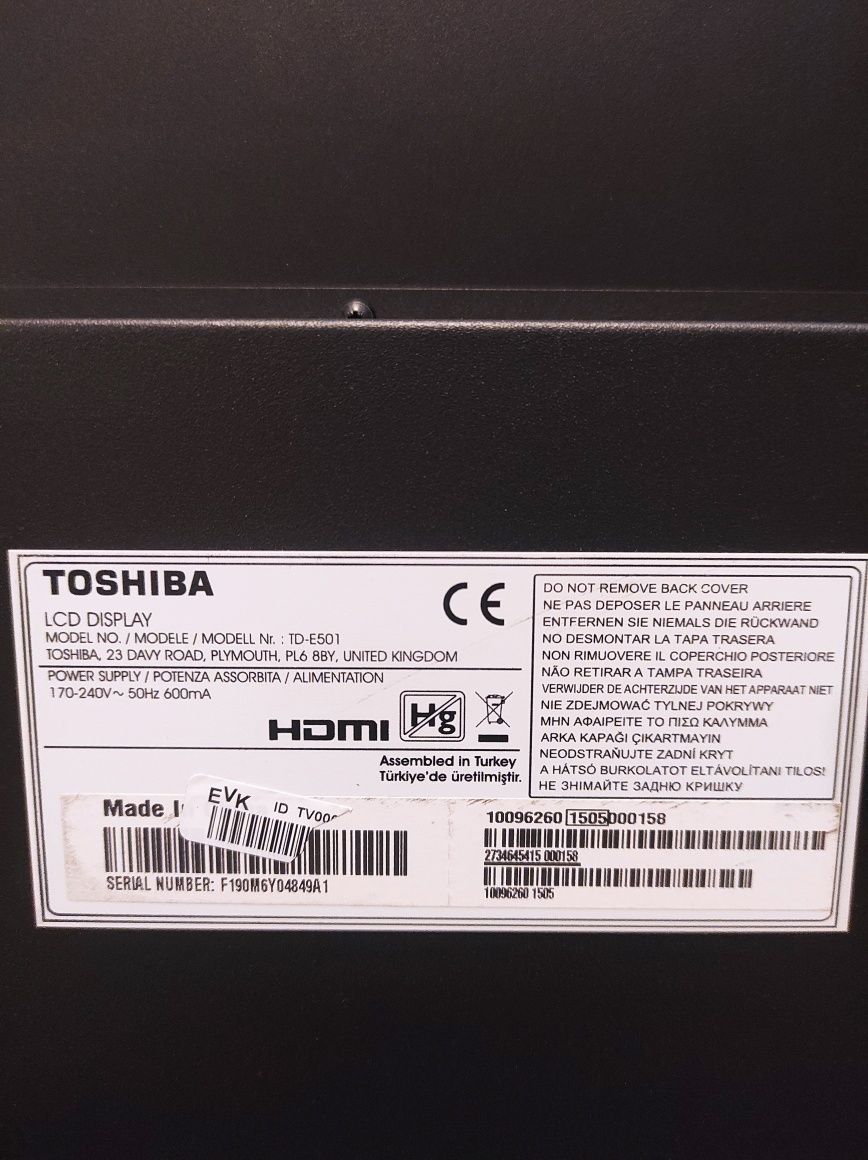 TOSHIBA
LCD DISPLAY
MODEL NO. / MODELE / MODELL Nr. : TD-E501
TOSHIBA, 23 DAVY ROAD, PLYMOUTH, PL6 8BY, UNITED KINGDOM
POWER SUPPLY / POTENZA ASSORBITA / ALIMENTATION
170-240V~ 50Hz 600mA
CE
HDMI
Hg
Assembled in Turkey
Türkiye'de üretilmiştir.
DO NOT REMOVE BACK COVER
NE PAS DEPOSER LE PANNEAU ARRIERE
ENTFERNEN SIE NIEMALS DIE RÜCKWAND
NO DESMONTAR LA TAPA TRASERA
NON RIMUOVERE IL COPERCHIO POSTERIORE
NÃO RETIRAR A TAMPA TRASEIRA
VERWIJDER DE ACHTERZIJDE VAN HET APPARAAT NIET
NIE ZDEJMOWAĆ TYLNEJ POKRYWY
ΜΗΝ ΑΦΑΙΡΕΙΤΕ ΤΟ ΠΙΣΩ ΚΑΛΥΜΜΑ
ARKA KAPAĞI ÇIKARTMAYIN
NEODSTRAŇUJTE ZADNÍ KRYT
A HÁTSÓ BURKOLATOT ELTÁVOLÍTANI TILOS!
НЕ ЗНІМАЙТЕ ЗАДНЮ КРИШКУ
Made
EVK ID TV00
SERIAL NUMBER: F190M6Y04849A1
10096260 1505 000158
2734645415 000158
10096260 1505